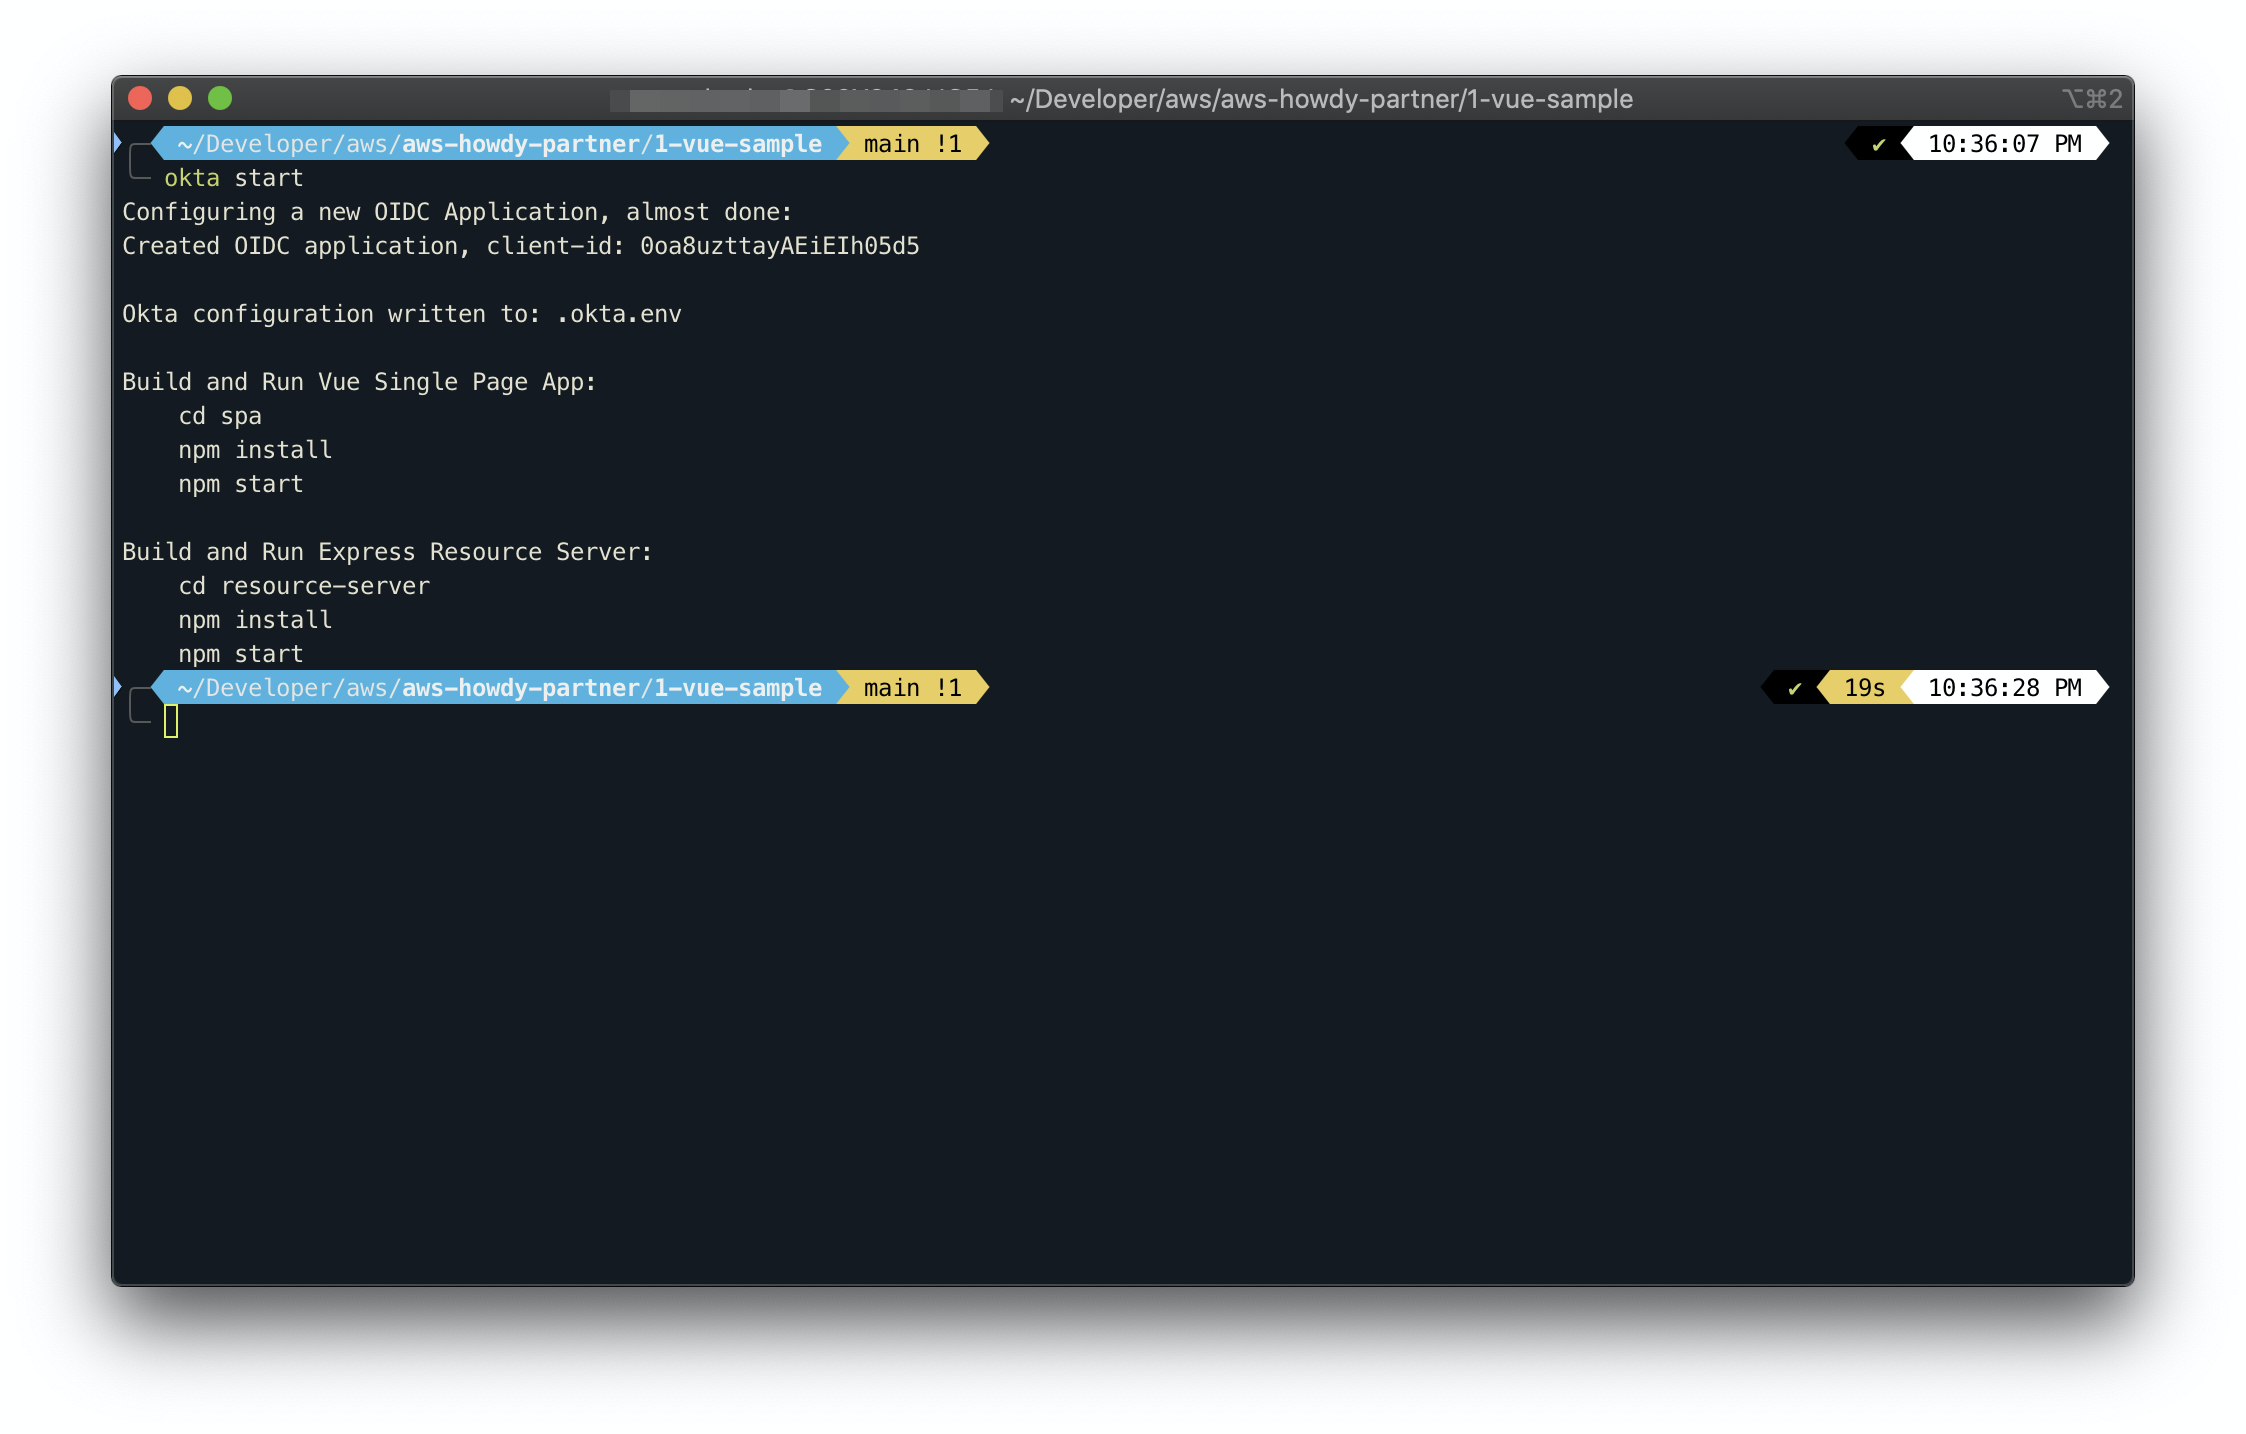 ~/Developer/aws/aws-howdy-partner/1-vue-sample ⌥⌘2
~/Developer/aws/aws-howdy-partner/1-vue-sample main !1 ✔ 10:36:07 PM
okta start
Configuring a new OIDC Application, almost done:
Created OIDC application, client-id: 0oa8uzttayAEiEIh05d5
Okta configuration written to: .okta.env
Build and Run Vue Single Page App:
cd spa
npm install
npm start
Build and Run Express Resource Server:
cd resource-server
npm install
npm start
~/Developer/aws/aws-howdy-partner/1-vue-sample main !1 ✔ 19s 10:36:28 PM